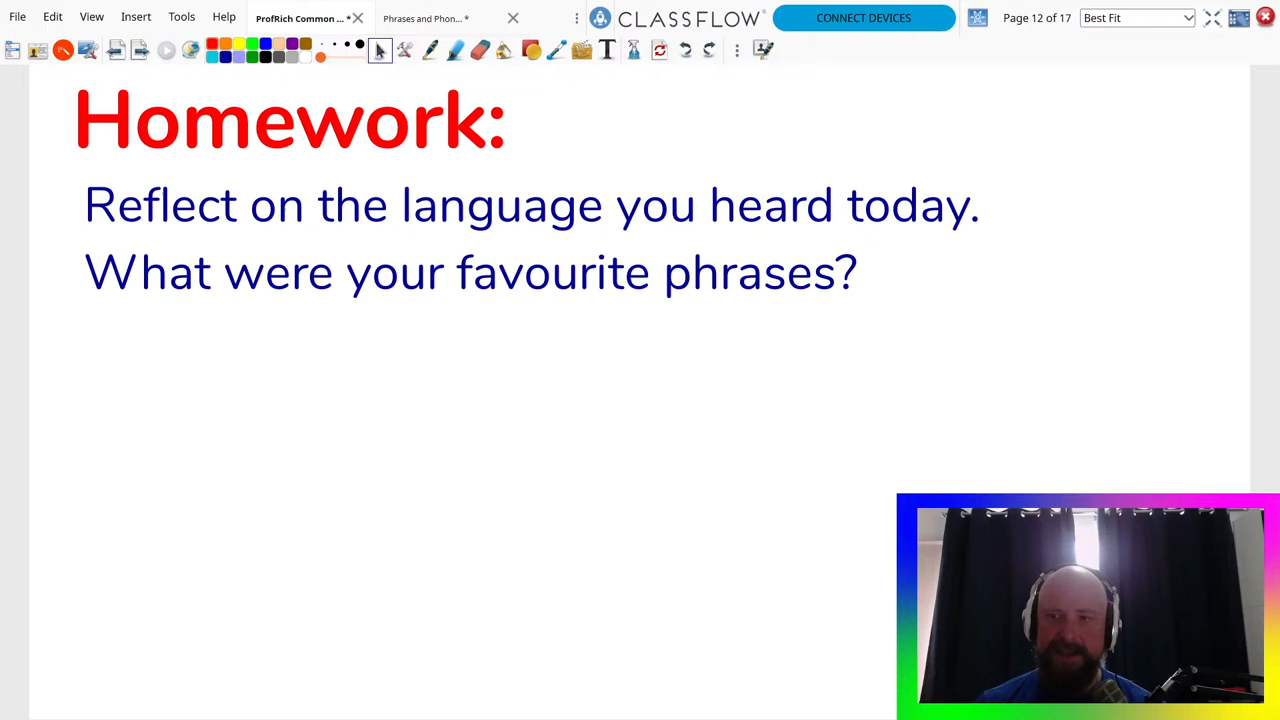 File Edit View Insert Tools Help ProfRich Common ...* Phrases and Phon...* CLASSFLOW CONNECT DEVICES Page 12 of 17 Best Fit
Homework:
Reflect on the language you heard today.
What were your favourite phrases?